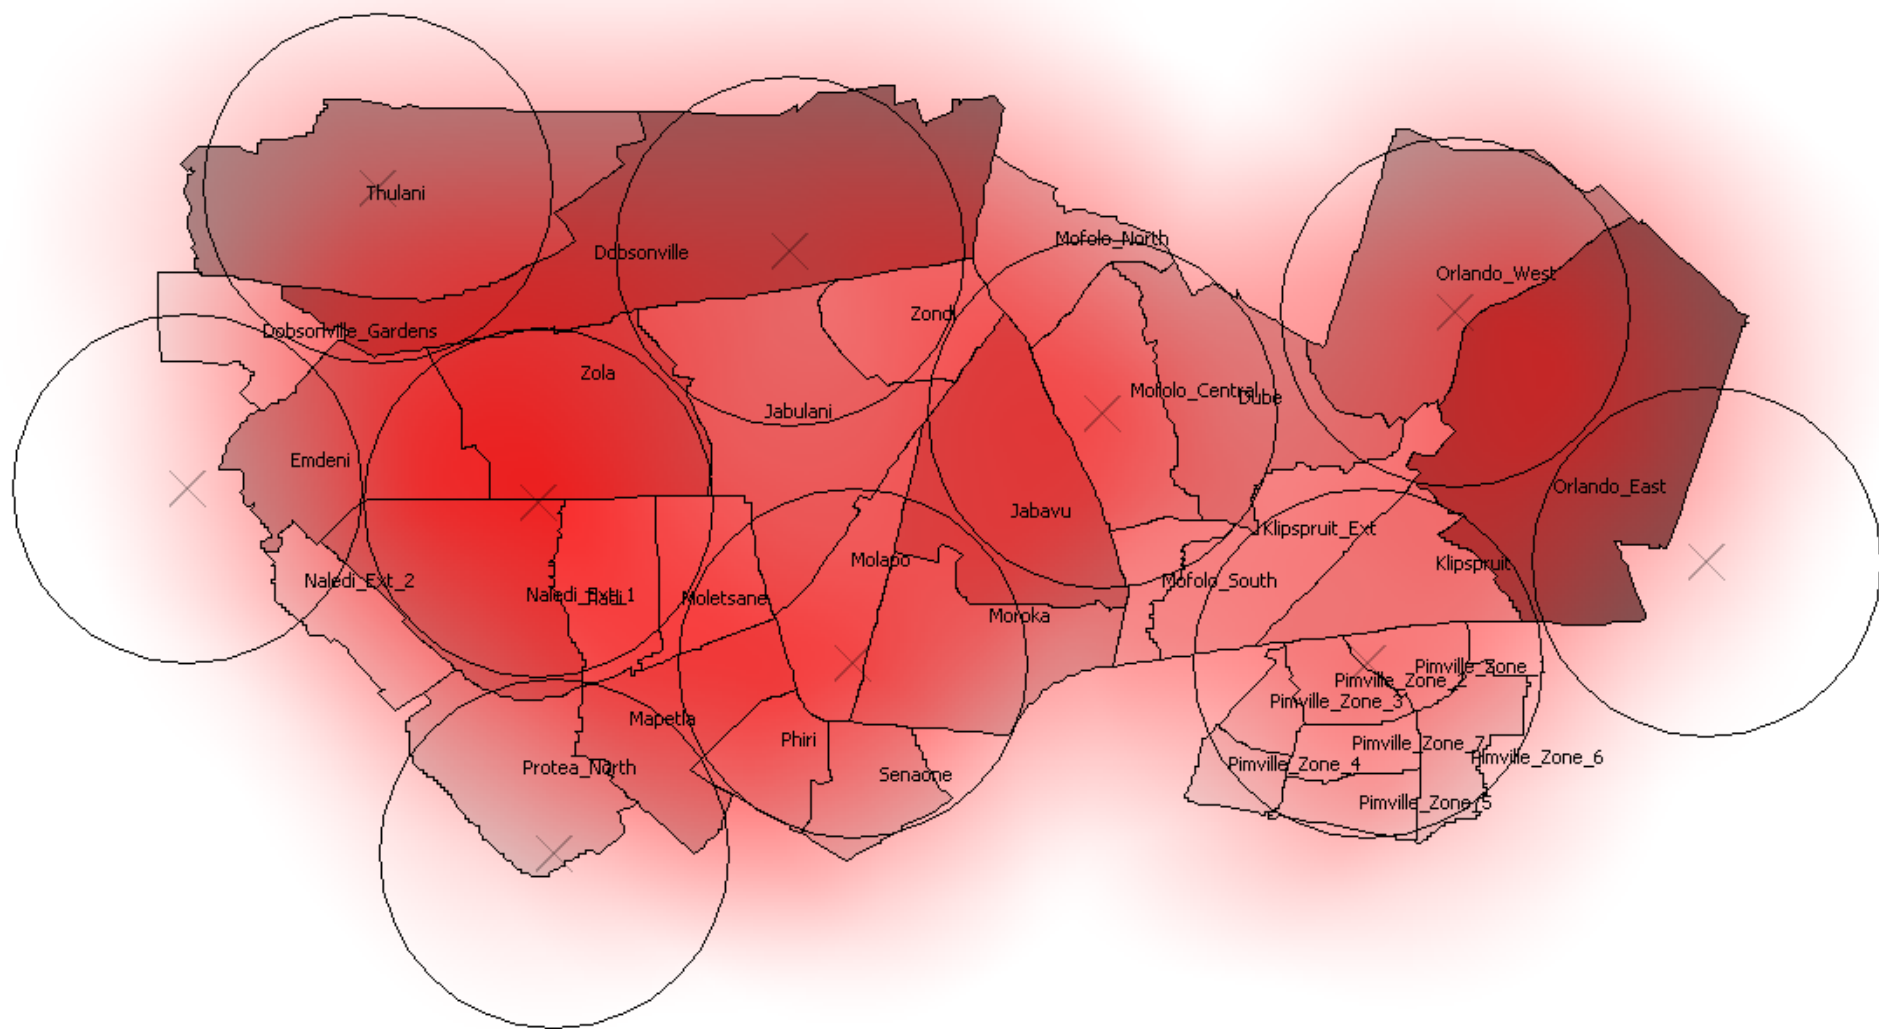 Thulani
Mofolo_North
Dobsonville
Orlando_West
Zondi
Dobsonville_Gardens
Zola
Mofolo_Central
Dube
Jabulani
Emdeni
Orlando_East
Jabavu
Klipspruit_Ext
Molapo
Klipspruit
Naledi_Ext_2
Mofolo_South
Naledi_Ext_1
Moletsane
Moroka
Pimville_Zone_2
Pimville_Zone_3
Mapetla
Phiri
Pimville_Zone_7
Pimville_Zone_6
Protea_North
Pimville_Zone_4
Senaone
Pimville_Zone_5